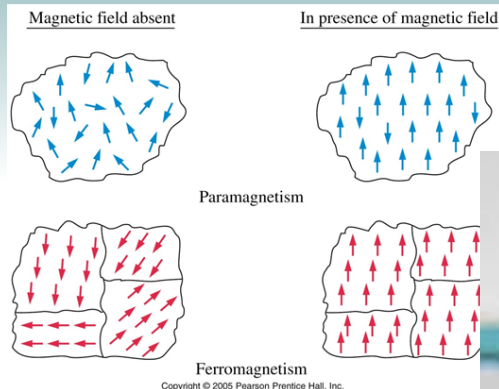 Magnetic field absent
In presence of magnetic field
Paramagnetism
Ferromagnetism
Copyright © 2005 Pearson Prentice Hall, Inc.